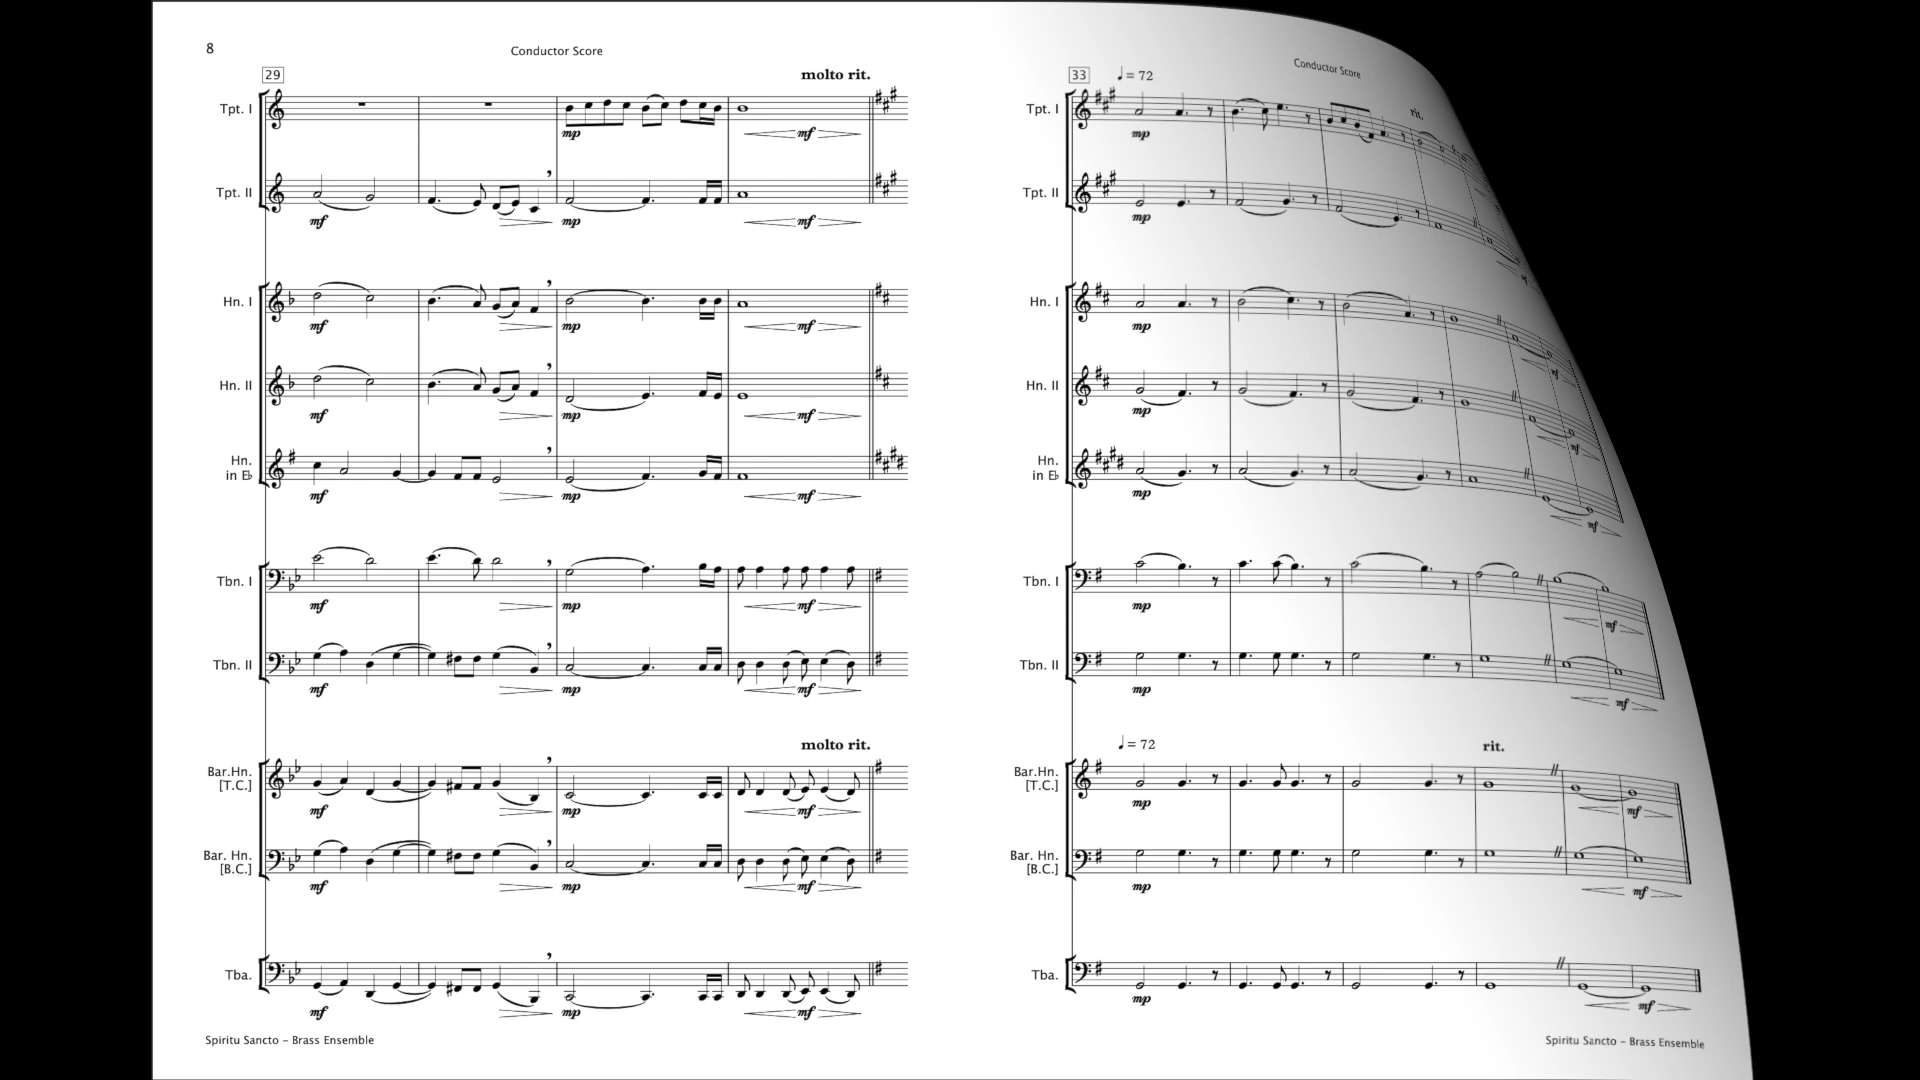 8
Conductor Score
29
molto rit.
Tpt. I
mp
mf
Tpt. II
mf
mp
mf
Hn. I
mf
mp
mf
Hn. II
mf
mp
mf
Hn.
in E♭
mf
mp
mf
Tbn. I
mf
mp
mf
Tbn. II
mf
mp
mf
molto rit.
Bar.Hn.
[T.C.]
mf
mp
mf
Bar. Hn.
[B.C.]
mf
mp
mf
Tba.
mf
mp
mf
Spiritu Sancto – Brass Ensemble
Conductor Score
33
♩ = 72
rit.
Tpt. I
mp
Tpt. II
mp
Hn. I
mp
mf
Hn. II
mp
mf
Hn.
in E♭
mp
mf
Tbn. I
mp
mf
Tbn. II
mp
mf
♩ = 72
rit.
Bar.Hn.
[T.C.]
mp
mf
Bar. Hn.
[B.C.]
mp
mf
Tba.
mp
mf
Spiritu Sancto – Brass Ensemble